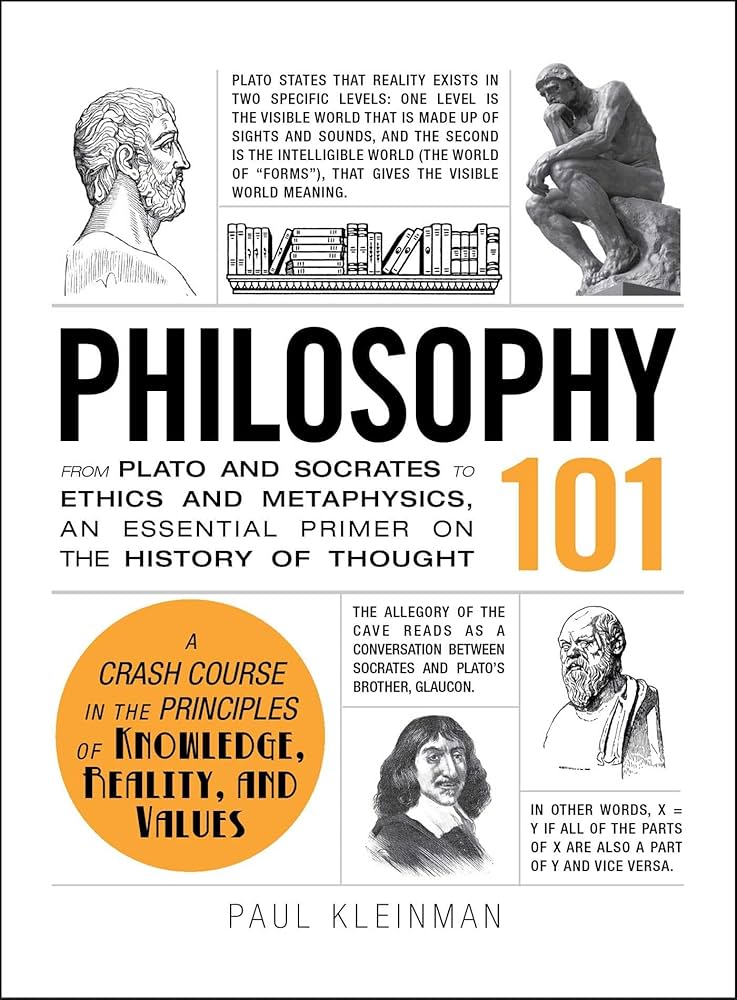 PLATO STATES THAT REALITY EXISTS IN
TWO SPECIFIC LEVELS: ONE LEVEL IS
THE VISIBLE WORLD THAT IS MADE UP OF
SIGHTS AND SOUNDS, AND THE SECOND
IS THE INTELLIGIBLE WORLD (THE WORLD
OF “FORMS”), THAT GIVES THE VISIBLE
WORLD MEANING.
PHILOSOPHY
101
FROM PLATO AND SOCRATES TO
ETHICS AND METAPHYSICS,
AN ESSENTIAL PRIMER ON
THE HISTORY OF THOUGHT
A
CRASH COURSE
IN THE PRINCIPLES
OF KNOWLEDGE,
REALITY, AND
VALUES
THE ALLEGORY OF THE
CAVE READS AS A
CONVERSATION BETWEEN
SOCRATES AND PLATO’S
BROTHER, GLAUCON.
IN OTHER WORDS, X =
Y IF ALL OF THE PARTS
OF X ARE ALSO A PART
OF Y AND VICE VERSA.
PAUL KLEINMAN